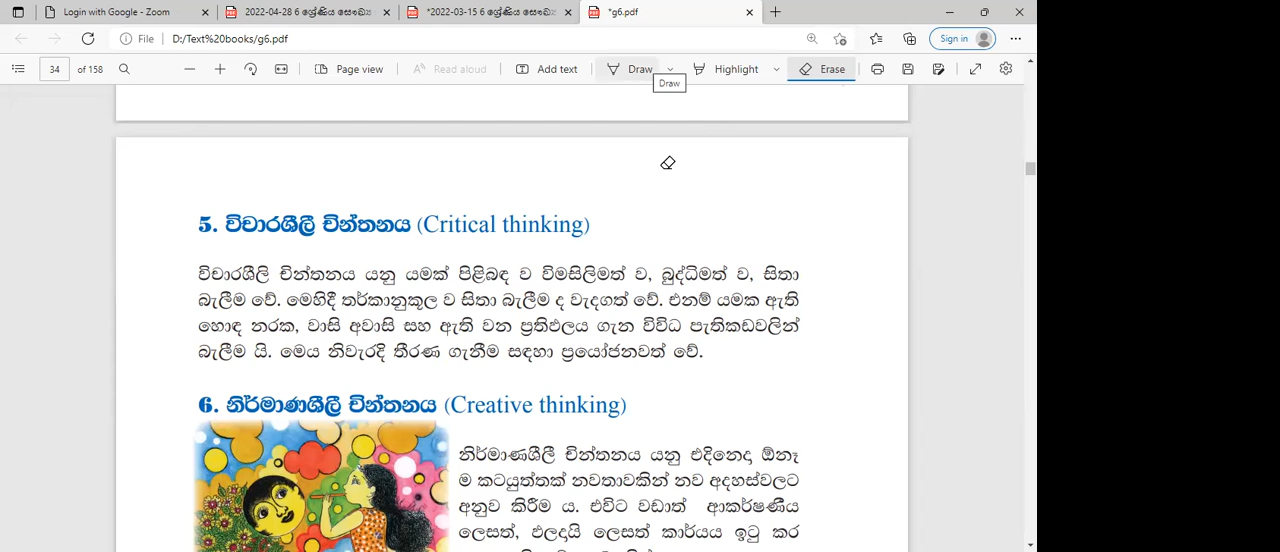 Login with Google - Zoom
2022-04-28 6 ශ්‍රේණිය සෞඛ්‍ය
*2022-03-15 6 ශ්‍රේණිය සෞඛ්‍ය
*g6.pdf
File D:/Text%20books/g6.pdf
Sign in
34 of 158
Page view
Read aloud
Add text
Draw
Highlight
Erase
Draw
5. විචාරශීලී චින්තනය (Critical thinking)
විචාරශීලි චින්තනය යනු යමක් පිළිබඳ ව විමසිලිමත් ව, බුද්ධිමත් ව, සිතා
බැලීම වේ. මෙහිදී තර්කානුකූල ව සිතා බැලීම ද වැදගත් වේ. එනම් යමක ඇති
හොඳ නරක, වාසි අවාසි සහ ඇති වන ප්‍රතිඵලය ගැන විවිධ පැතිකඩවලින්
බැලීම යි. මෙය නිවැරදි තීරණ ගැනීම සඳහා ප්‍රයෝජනවත් වේ.
6. නිර්මාණශීලී චින්තනය (Creative thinking)
නිර්මාණශීලී චින්තනය යනු එදිනෙදා ඕනෑ
ම කටයුත්තක් නවතාවකින් නව අදහස්වලට
අනුව කිරීම ය. එවිට වඩාත් ආකර්ෂණීය
ලෙසත්, ඵලදායි ලෙසත් කාර්යය ඉටු කර